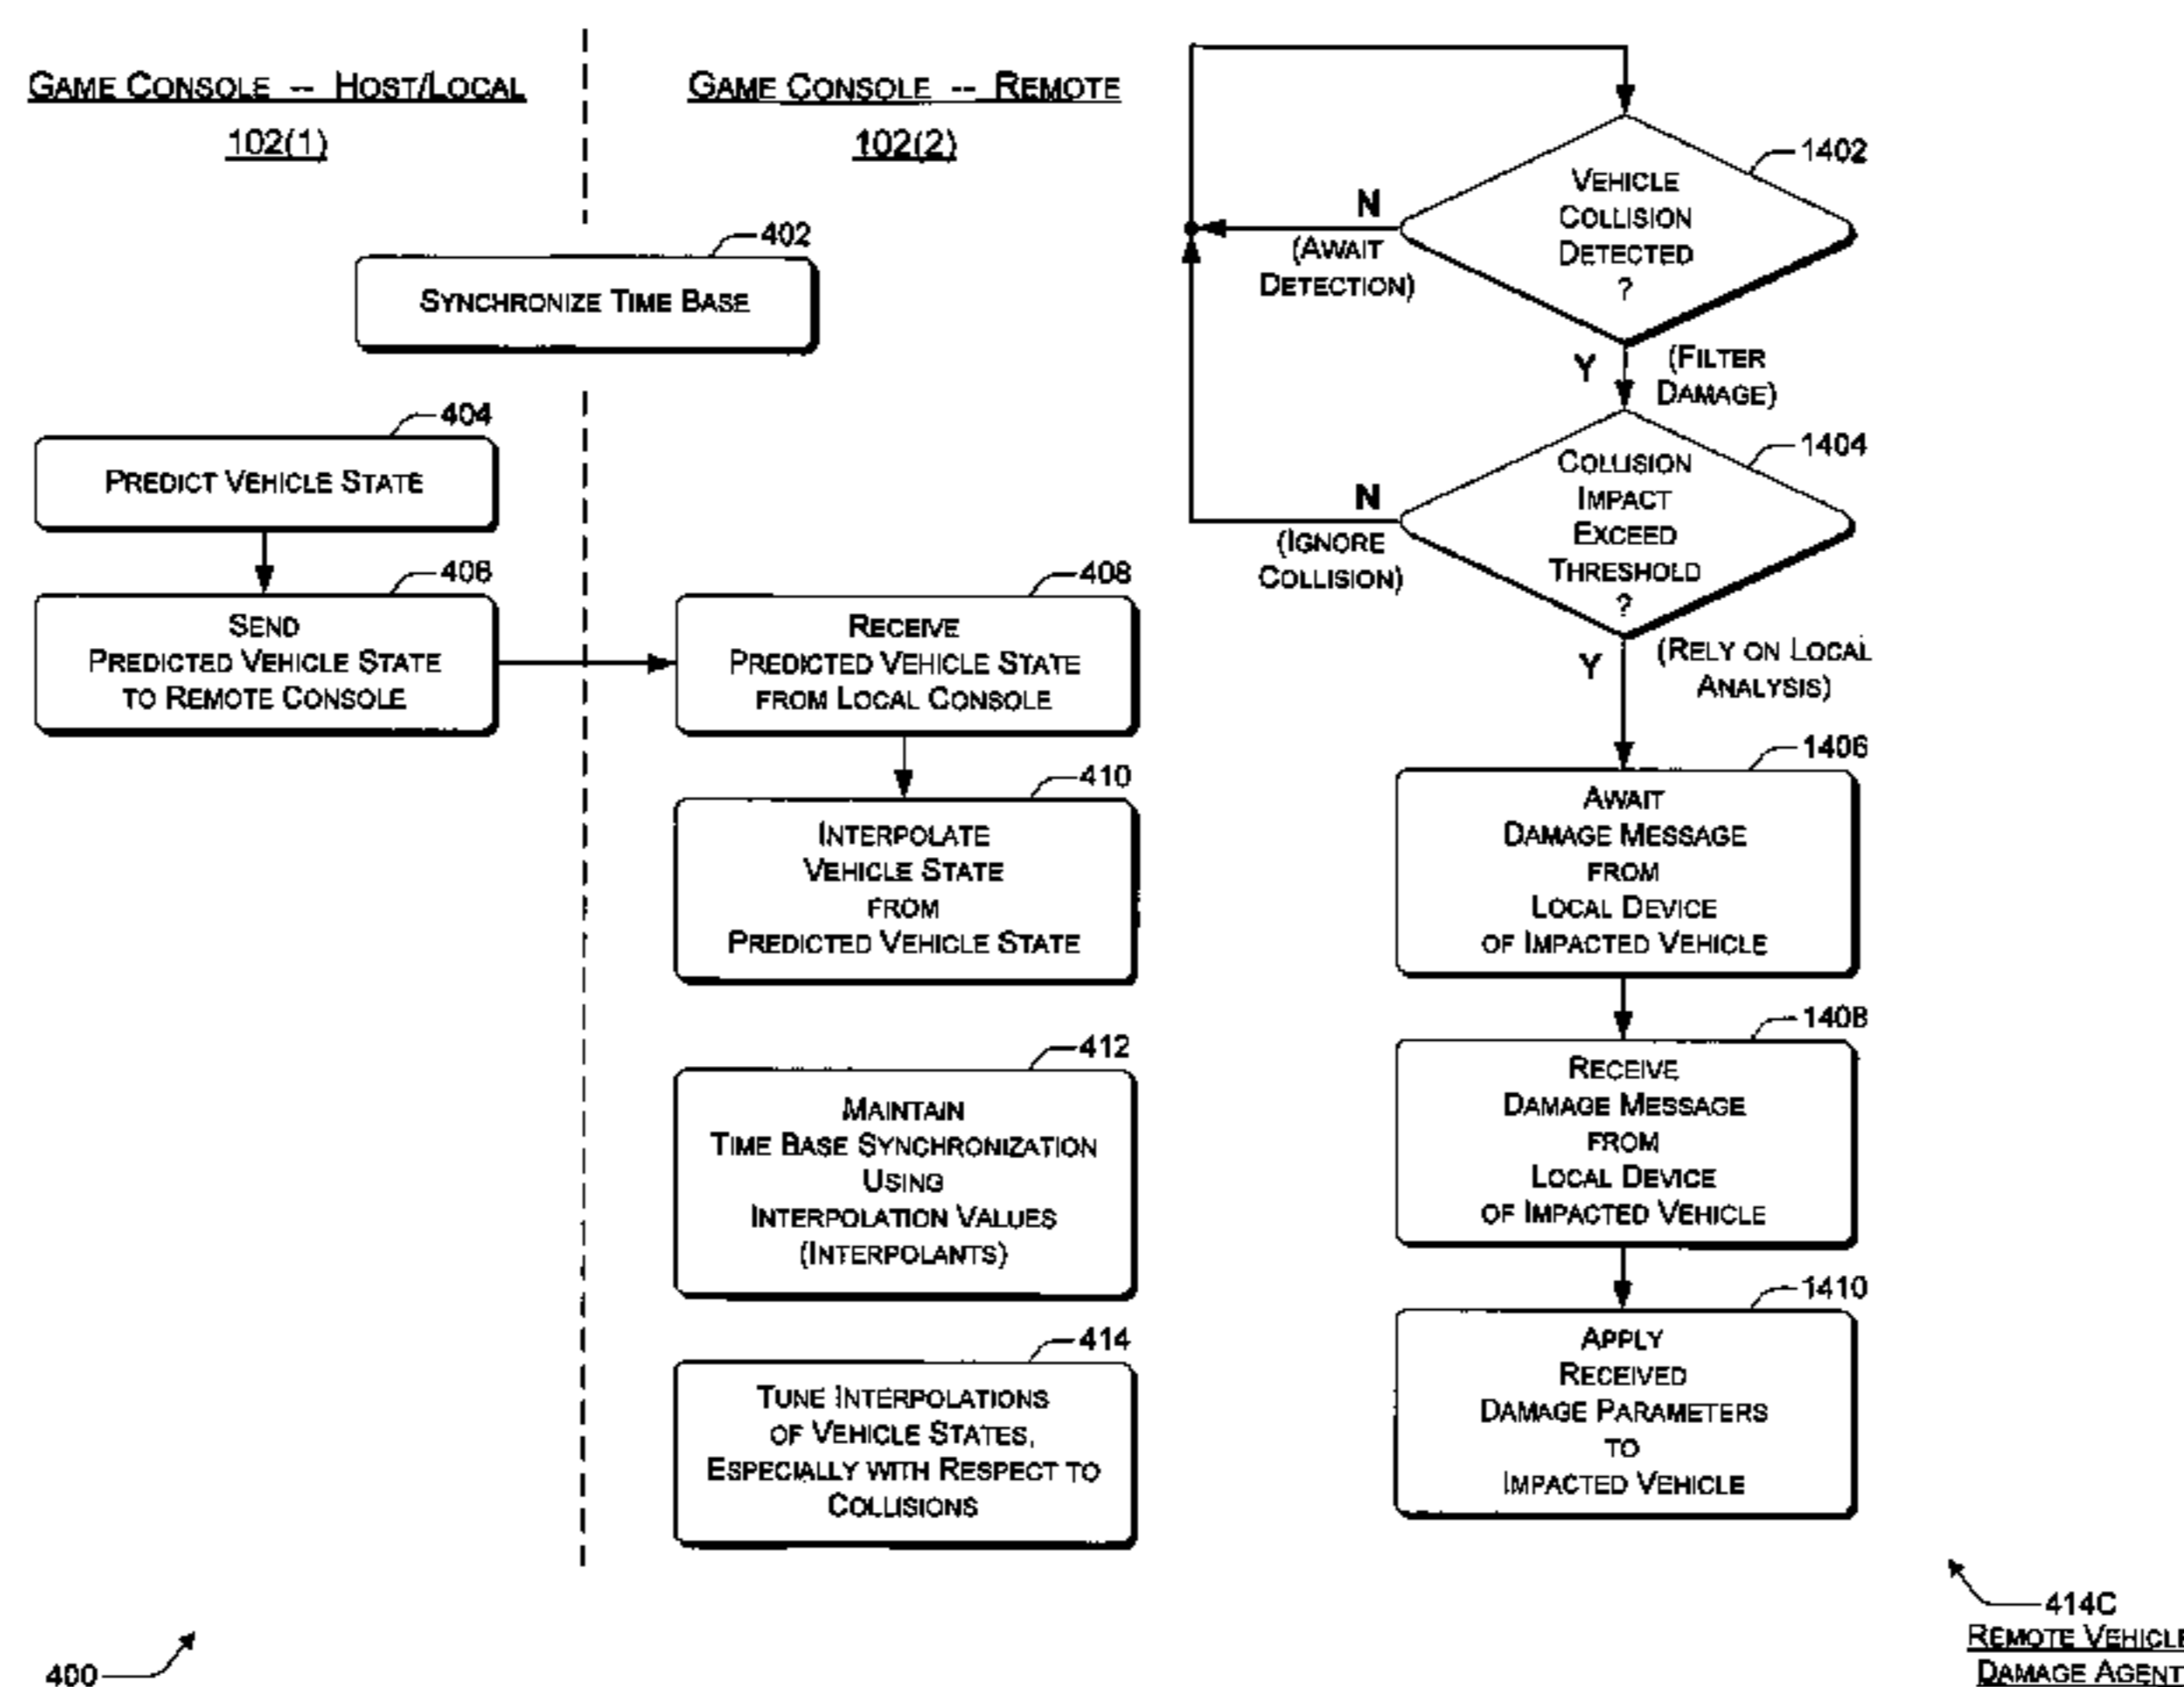 GAME CONSOLE -- HOST/LOCAL
102(1)
GAME CONSOLE -- REMOTE
102(2)
402
SYNCHRONIZE TIME BASE
404
PREDICT VEHICLE STATE
406
SEND
PREDICTED VEHICLE STATE
TO REMOTE CONSOLE
408
RECEIVE
PREDICTED VEHICLE STATE
FROM LOCAL CONSOLE
410
INTERPOLATE
VEHICLE STATE
FROM
PREDICTED VEHICLE STATE
412
MAINTAIN
TIME BASE SYNCHRONIZATION
USING
INTERPOLATION VALUES
(INTERPOLANTS)
414
TUNE INTERPOLATIONS
OF VEHICLE STATES,
ESPECIALLY WITH RESPECT TO
COLLISIONS
400
1402
VEHICLE
COLLISION
DETECTED
?
N
(AWAIT
DETECTION)
Y
(FILTER
DAMAGE)
1404
COLLISION
IMPACT
EXCEED
THRESHOLD
?
N
(IGNORE
COLLISION)
Y
(RELY ON LOCAL
ANALYSIS)
1406
AWAIT
DAMAGE MESSAGE
FROM
LOCAL DEVICE
OF IMPACTED VEHICLE
1408
RECEIVE
DAMAGE MESSAGE
FROM
LOCAL DEVICE
OF IMPACTED VEHICLE
1410
APPLY
RECEIVED
DAMAGE PARAMETERS
TO
IMPACTED VEHICLE
414C
REMOTE VEHICLE
DAMAGE AGENT